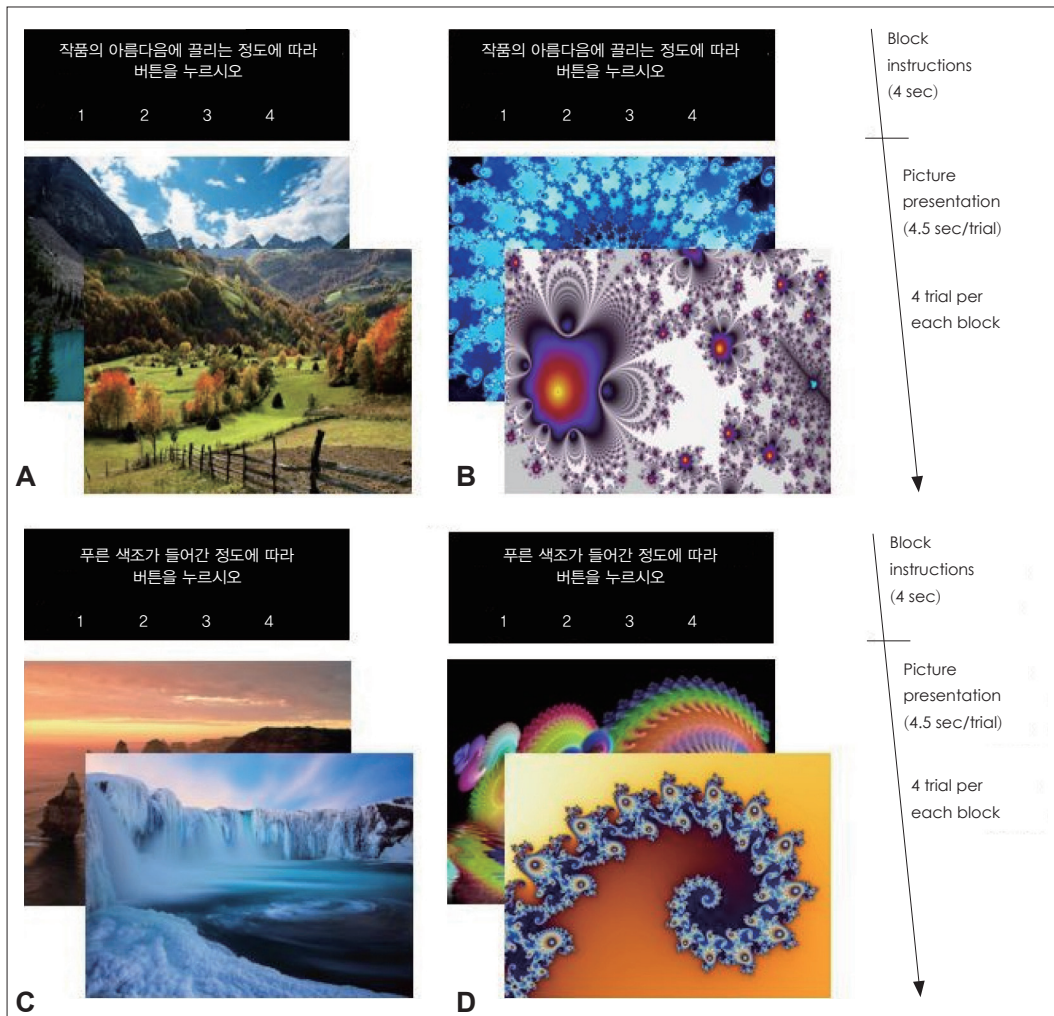 작품의 아름다음에 끌리는 정도에 따라
버튼을 누르시오
1 2 3 4
A
작품의 아름다음에 끌리는 정도에 따라
버튼을 누르시오
1 2 3 4
B
Block
instructions
(4 sec)
Picture
presentation
(4.5 sec/trial)
4 trial per
each block
푸른 색조가 들어간 정도에 따라
버튼을 누르시오
1 2 3 4
C
푸른 색조가 들어간 정도에 따라
버튼을 누르시오
1 2 3 4
D
Block
instructions
(4 sec)
Picture
presentation
(4.5 sec/trial)
4 trial per
each block